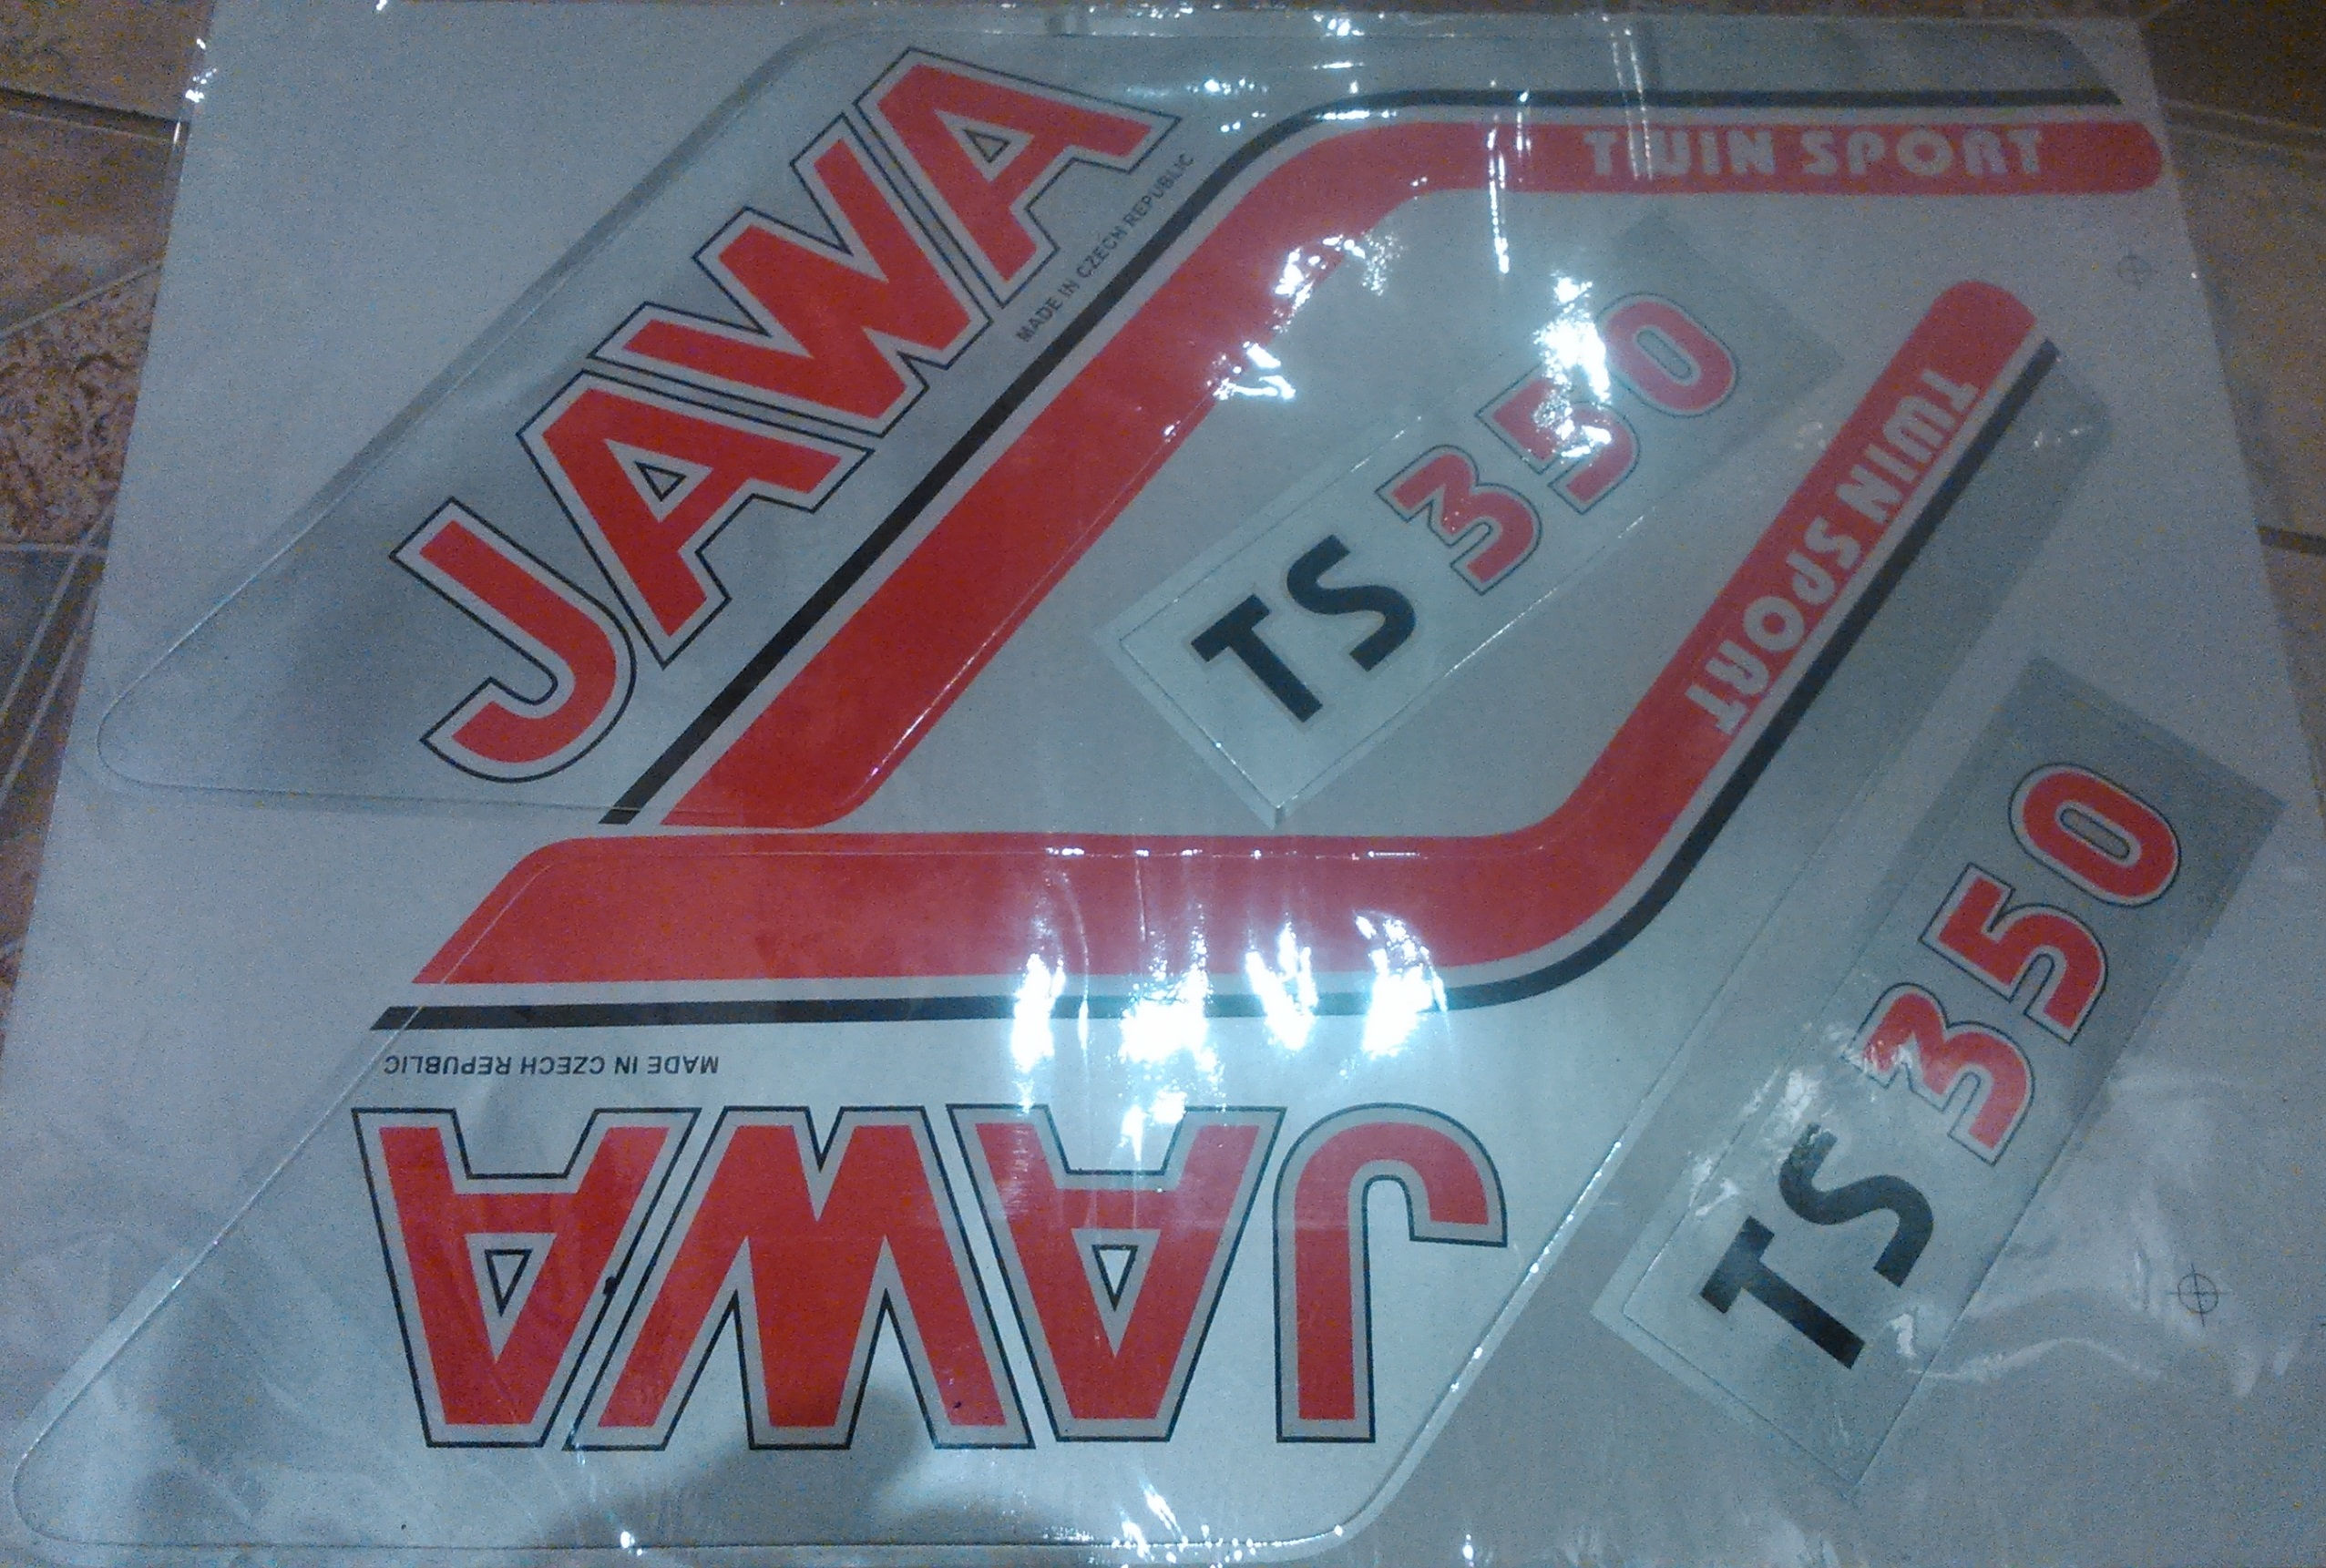 JAWA
MADE IN CZECH REPUBLIC
TWIN SPORT
TS 350
TWIN SPORT
MADE IN CZECH REPUBLIC
JAWA
TS 350